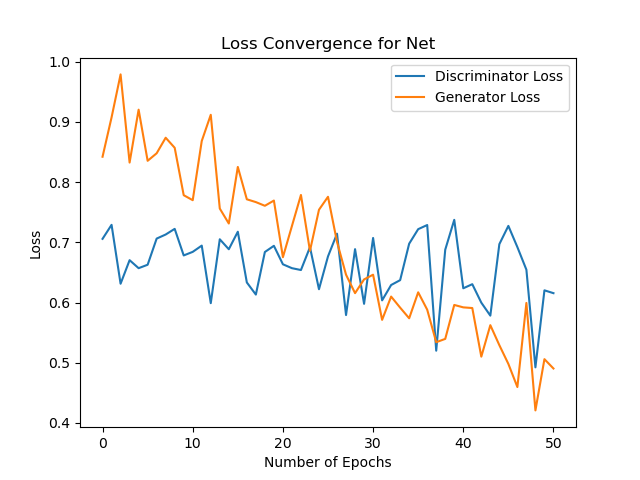 Loss Convergence for Net
Discriminator Loss
Generator Loss
1.0
0.9
0.8
0.7
0.6
0.5
0.4
Loss
0
10
20
30
40
50
Number of Epochs